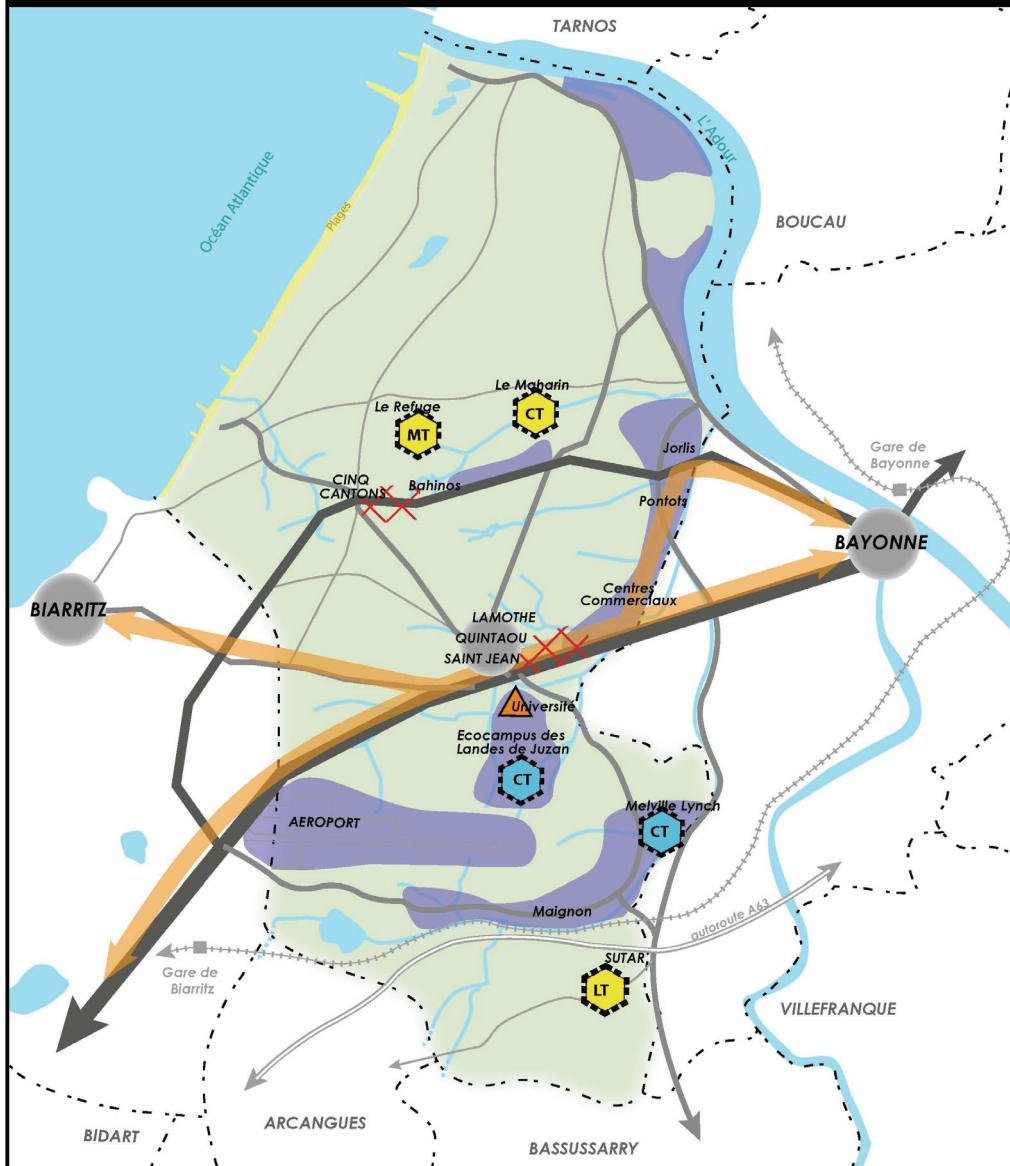 TARNOS
L'Adour
Océan Atlantique
Plages
BOUCAU
Le Maharin
CT
Le Refuge
MT
Gare de
Bayonne
Jorlis
CINQ
CANTONS
Bahinos
Pontots
BAYONNE
BIARRITZ
Centres
Commerciaux
LAMOTHE
QUINTAOU
SAINT JEAN
Université
Ecocampus des
Landes de Juzan
CT
Melville Lynch
CT
AEROPORT
Maignon
autoroute A63
SUTAR
LT
Gare de
Biarritz
VILLEFRANQUE
ARCANGUES
BIDART
BASSUSSARRY